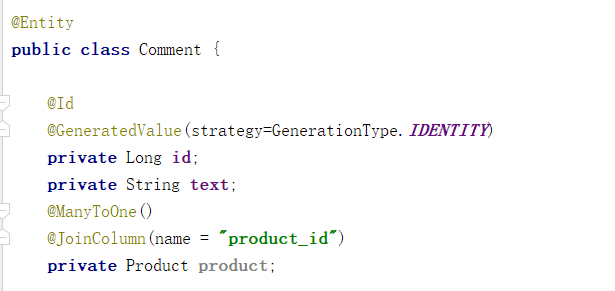 @Entity
public class Comment {
@Id
@GeneratedValue(strategy=GenerationType.IDENTITY)
private Long id;
private String text;
@ManyToOne()
@JoinColumn(name = "product_id")
private Product product;